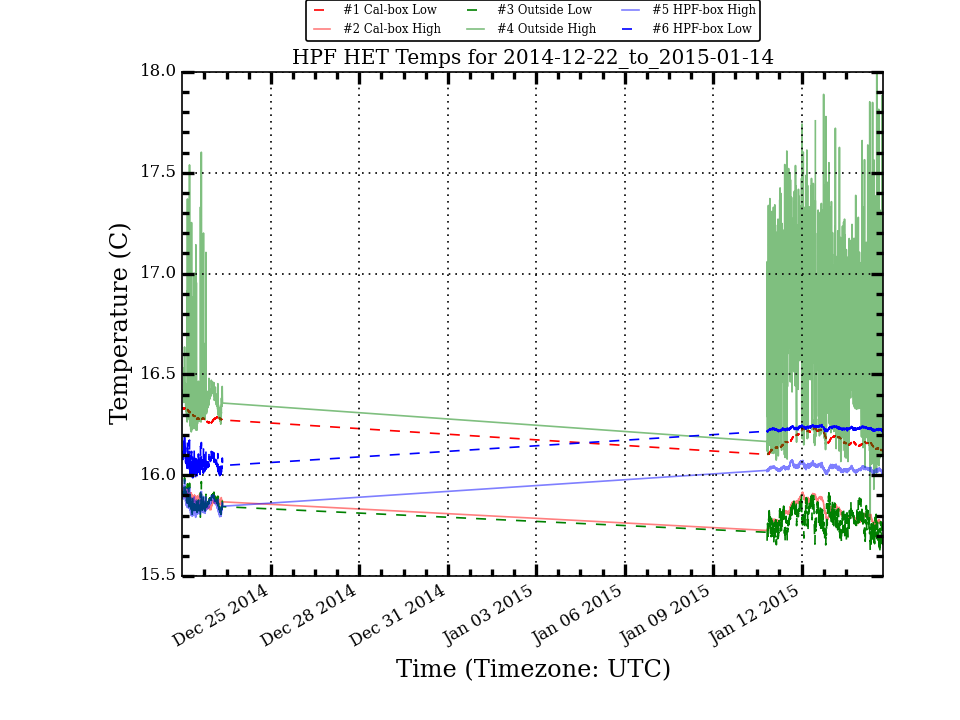 #1 Cal-box Low #3 Outside Low #5 HPF-box High
#2 Cal-box High #4 Outside High #6 HPF-box Low
HPF HET Temps for 2014-12-22_to_2015-01-14
18.0
17.5
17.0
16.5
16.0
15.5
Temperature (C)
Dec 25 2014 Dec 28 2014 Dec 31 2014 Jan 03 2015 Jan 06 2015 Jan 09 2015 Jan 12 2015
Time (Timezone: UTC)